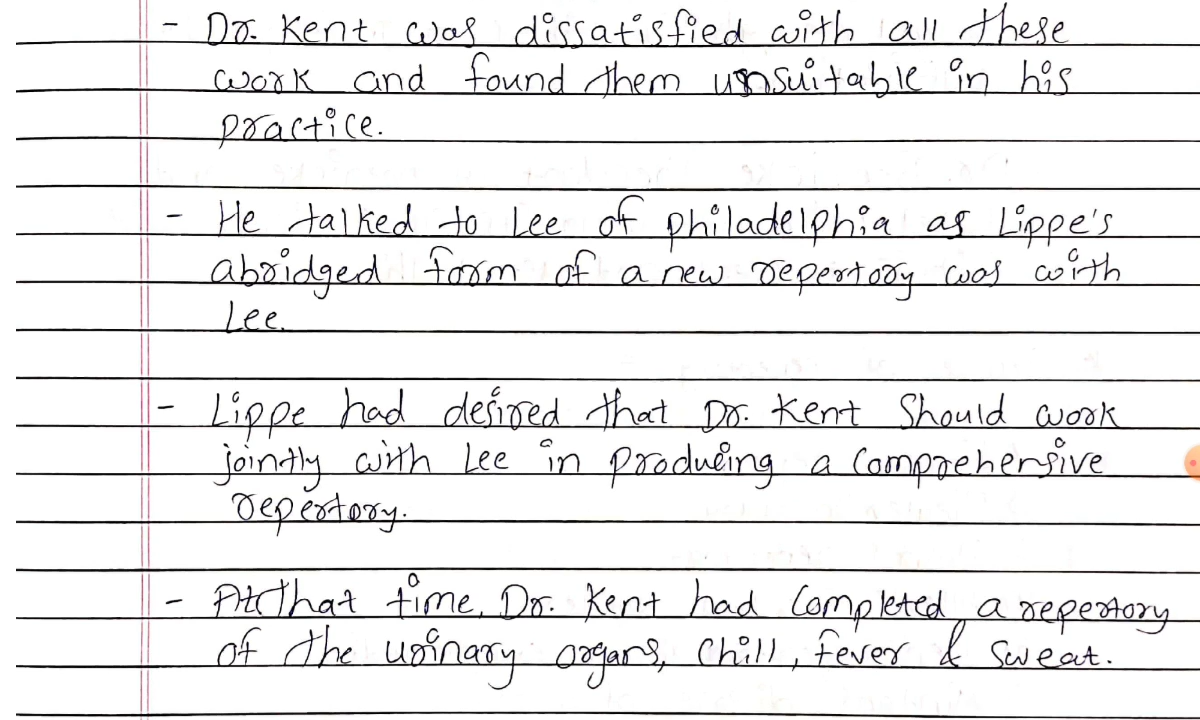 - Dr. Kent was dissatisfied with all these
work and found them unsuitable in his
practice.
- He talked to Lee of philadelphia as Lippe's
abridged form of a new repertory was with
Lee.
- Lippe had desired that Dr. Kent Should work
jointly with Lee in producing a Comprehensive
repertory.
- At that time, Dr. Kent had Completed a repertory
of the urinary organs, Chill, fever & Sweat.